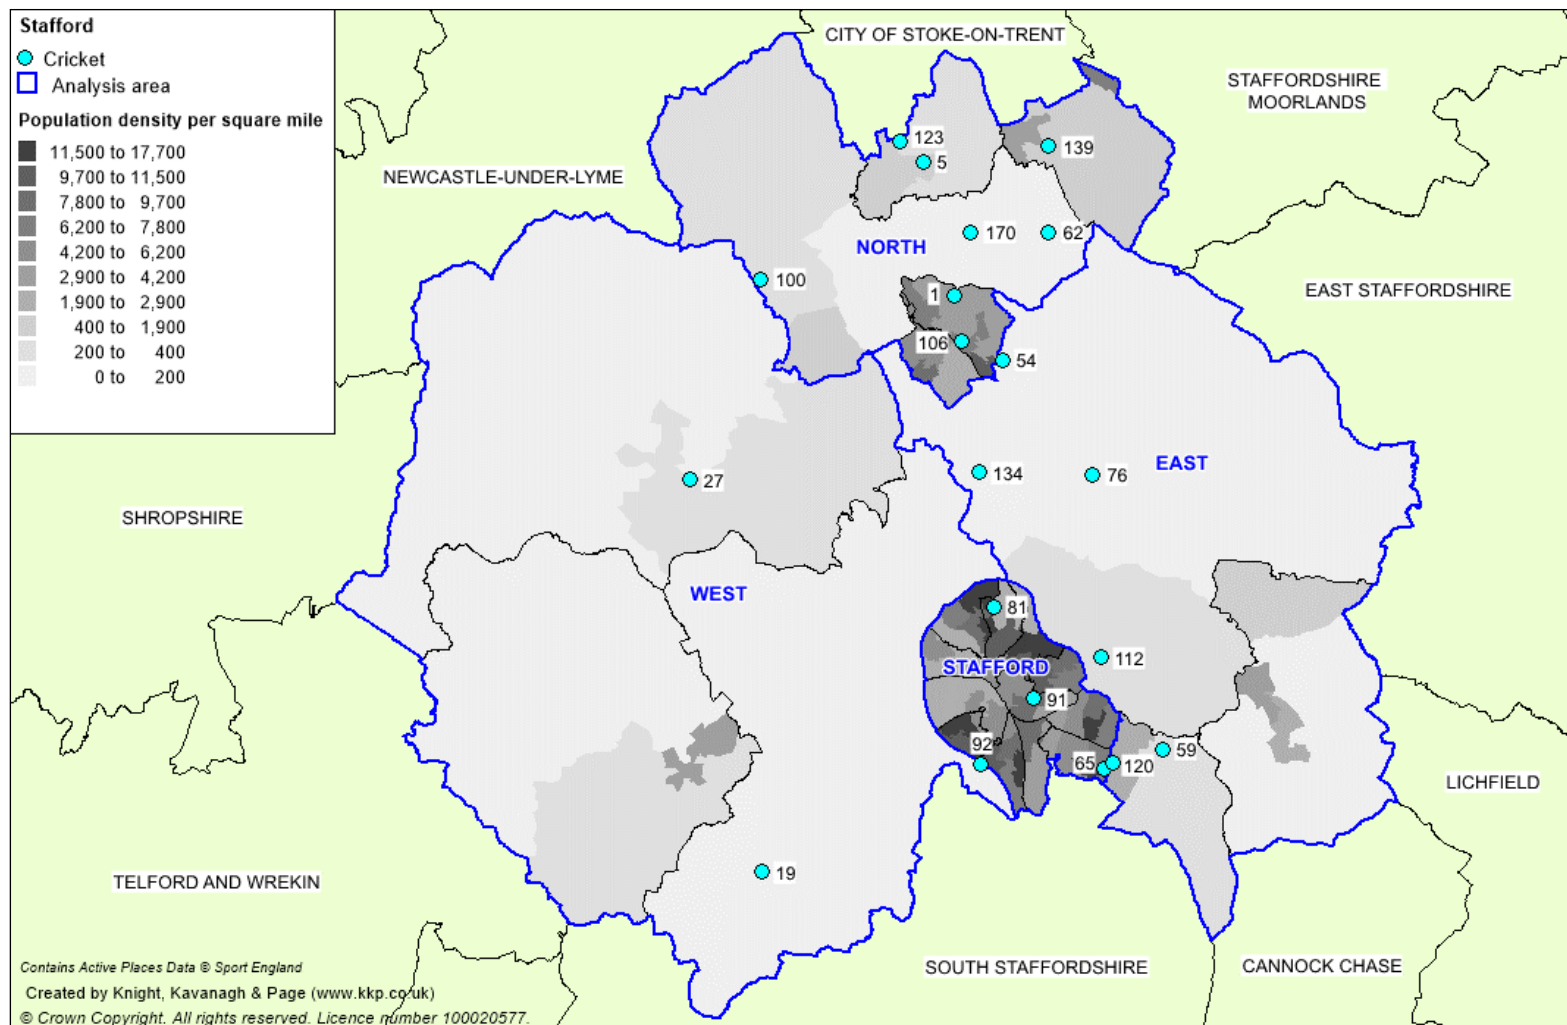 Stafford
Cricket
Analysis area
Population density per square mile
11,500 to 17,700
9,700 to 11,500
7,800 to 9,700
6,200 to 7,800
4,200 to 6,200
2,900 to 4,200
1,900 to 2,900
400 to 1,900
200 to 400
0 to 200
CITY OF STOKE-ON-TRENT
STAFFORDSHIRE
MOORLANDS
123
139
5
NEWCASTLE-UNDER-LYME
170
62
NORTH
100
1
EAST STAFFORDSHIRE
106
54
EAST
134
76
27
SHROPSHIRE
WEST
81
112
STAFFORD
91
92
59
65
120
LICHFIELD
19
TELFORD AND WREKIN
SOUTH STAFFORDSHIRE
CANNOCK CHASE
Contains Active Places Data © Sport England
Created by Knight, Kavanagh & Page (www.kkp.co.uk)
© Crown Copyright. All rights reserved. Licence number 100020577.